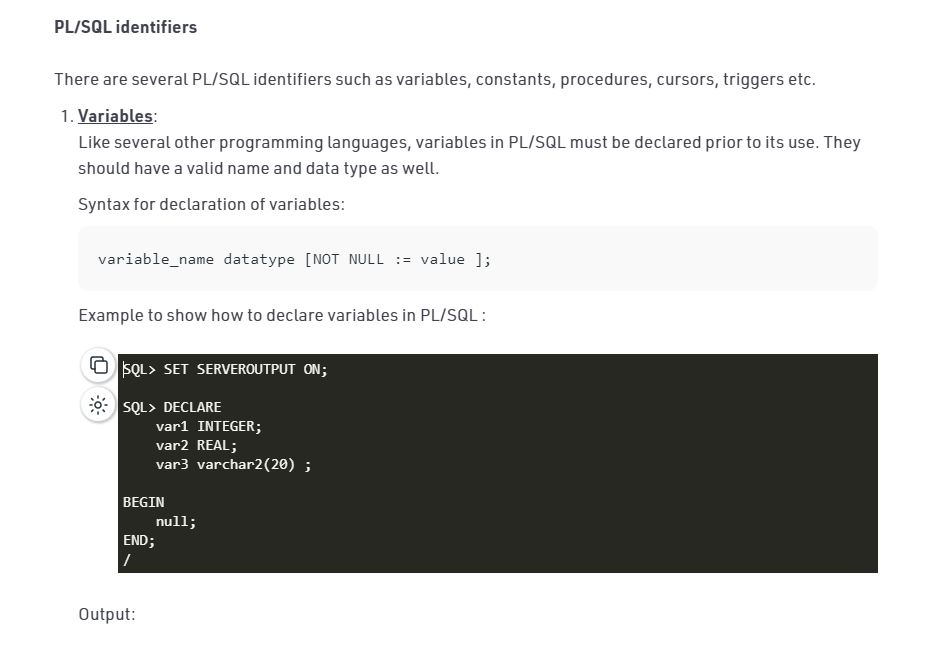 PL/SQL identifiers
There are several PL/SQL identifiers such as variables, constants, procedures, cursors, triggers etc.
1. Variables:
Like several other programming languages, variables in PL/SQL must be declared prior to its use. They
should have a valid name and data type as well.
Syntax for declaration of variables:
variable_name datatype [NOT NULL := value ];
Example to show how to declare variables in PL/SQL :
SQL> SET SERVEROUTPUT ON;
SQL> DECLARE
var1 INTEGER;
var2 REAL;
var3 varchar2(20) ;
BEGIN
null;
END;
/
Output: